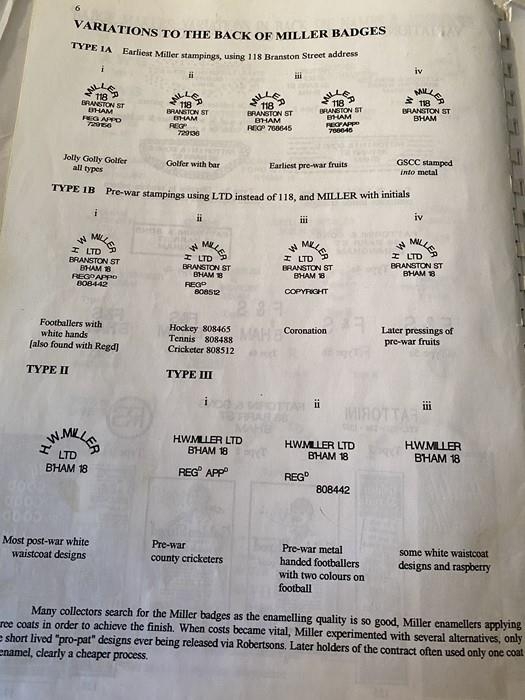 6
VARIATIONS TO THE BACK OF MILLER BADGES
TYPE 1A Earliest Miller stampings, using 118 Branston Street address
i ii iii iv
MILLER
118
BRANSTON ST
B'HAM
REG APPD
729156
MILLER
118
BRANSTON ST
B'HAM
REGD
729136
MILLER
118
BRANSTON ST
B'HAM
REGD 768645
MILLER
118
BRANSTON ST
B'HAM
REGD APPD
768645
W MILLER
118
BRANSTON ST
BHAM
Jolly Golly Golfer
all types
Golfer with bar
Earliest pre-war fruits
GSCC stamped
into metal
TYPE 1B Pre-war stampings using LTD instead of 118, and MILLER with initials
i ii iii iv
H W MILLER
LTD
BRANSTON ST
BHAM 18
REGD APPD
808442
H W MILLER
LTD
BRANSTON ST
BHAM 18
REGD
808512
H W MILLER
LTD
BRANSTON ST
BHAM 18
COPYRIGHT
H W MILLER
LTD
BRANSTON ST
BHAM 18
Footballers with
white hands
[also found with Regd]
Hockey 808465
Tennis 808488
Cricketer 808512
Coronation
Later pressings of
pre-war fruits
TYPE II
TYPE III
i ii iii
H.W.MILLER
LTD
B'HAM 18
H.W.MILLER LTD
B'HAM 18
REGD APPD
H.W.MILLER LTD
B'HAM 18
REGD
808442
H.W.MILLER
B'HAM 18
Most post-war white
waistcoat designs
Pre-war
county cricketers
Pre-war metal
handed footballers
with two colours on
football
some white waistcoat
designs and raspberry
Many collectors search for the Miller badges as the enamelling quality is so good, Miller enamellers applying
ree coats in order to achieve the finish. When costs became vital, Miller experimented with several alternatives, only
e short lived "pro-pat" designs ever being released via Robertsons. Later holders of the contract often used only one coat
enamel, clearly a cheaper process.